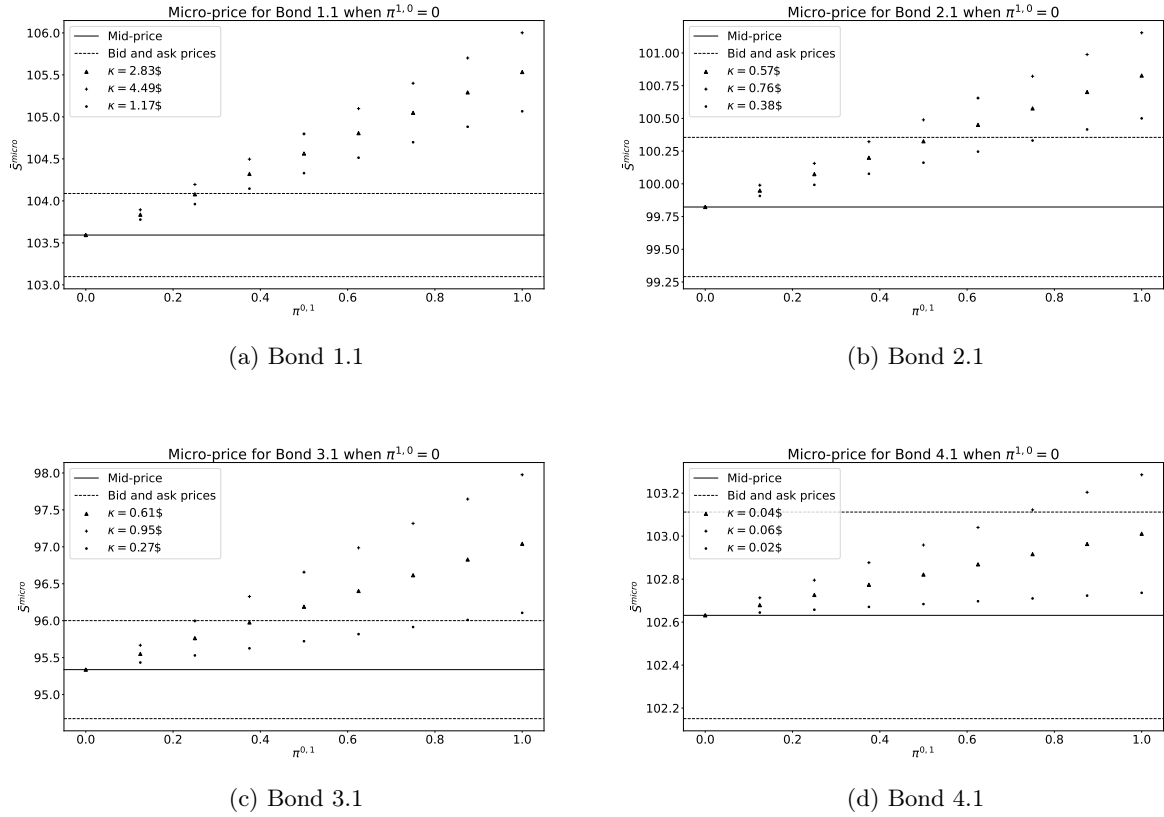 Micro-price for Bond 1.1 when π^{1,0} = 0
Mid-price
Bid and ask prices
κ = 2.83$
κ = 4.49$
κ = 1.17$
106.0
105.5
105.0
104.5
104.0
103.5
103.0
S̄^{micro}
0.0 0.2 0.4 0.6 0.8 1.0
π^{0,1}
(a) Bond 1.1
Micro-price for Bond 2.1 when π^{1,0} = 0
Mid-price
Bid and ask prices
κ = 0.57$
κ = 0.76$
κ = 0.38$
101.00
100.75
100.50
100.25
100.00
99.75
99.50
99.25
S̄^{micro}
0.0 0.2 0.4 0.6 0.8 1.0
π^{0,1}
(b) Bond 2.1
Micro-price for Bond 3.1 when π^{1,0} = 0
Mid-price
Bid and ask prices
κ = 0.61$
κ = 0.95$
κ = 0.27$
98.0
97.5
97.0
96.5
96.0
95.5
95.0
S̄^{micro}
0.0 0.2 0.4 0.6 0.8 1.0
π^{0,1}
(c) Bond 3.1
Micro-price for Bond 4.1 when π^{1,0} = 0
Mid-price
Bid and ask prices
κ = 0.04$
κ = 0.06$
κ = 0.02$
103.2
103.0
102.8
102.6
102.4
102.2
S̄^{micro}
0.0 0.2 0.4 0.6 0.8 1.0
π^{0,1}
(d) Bond 4.1